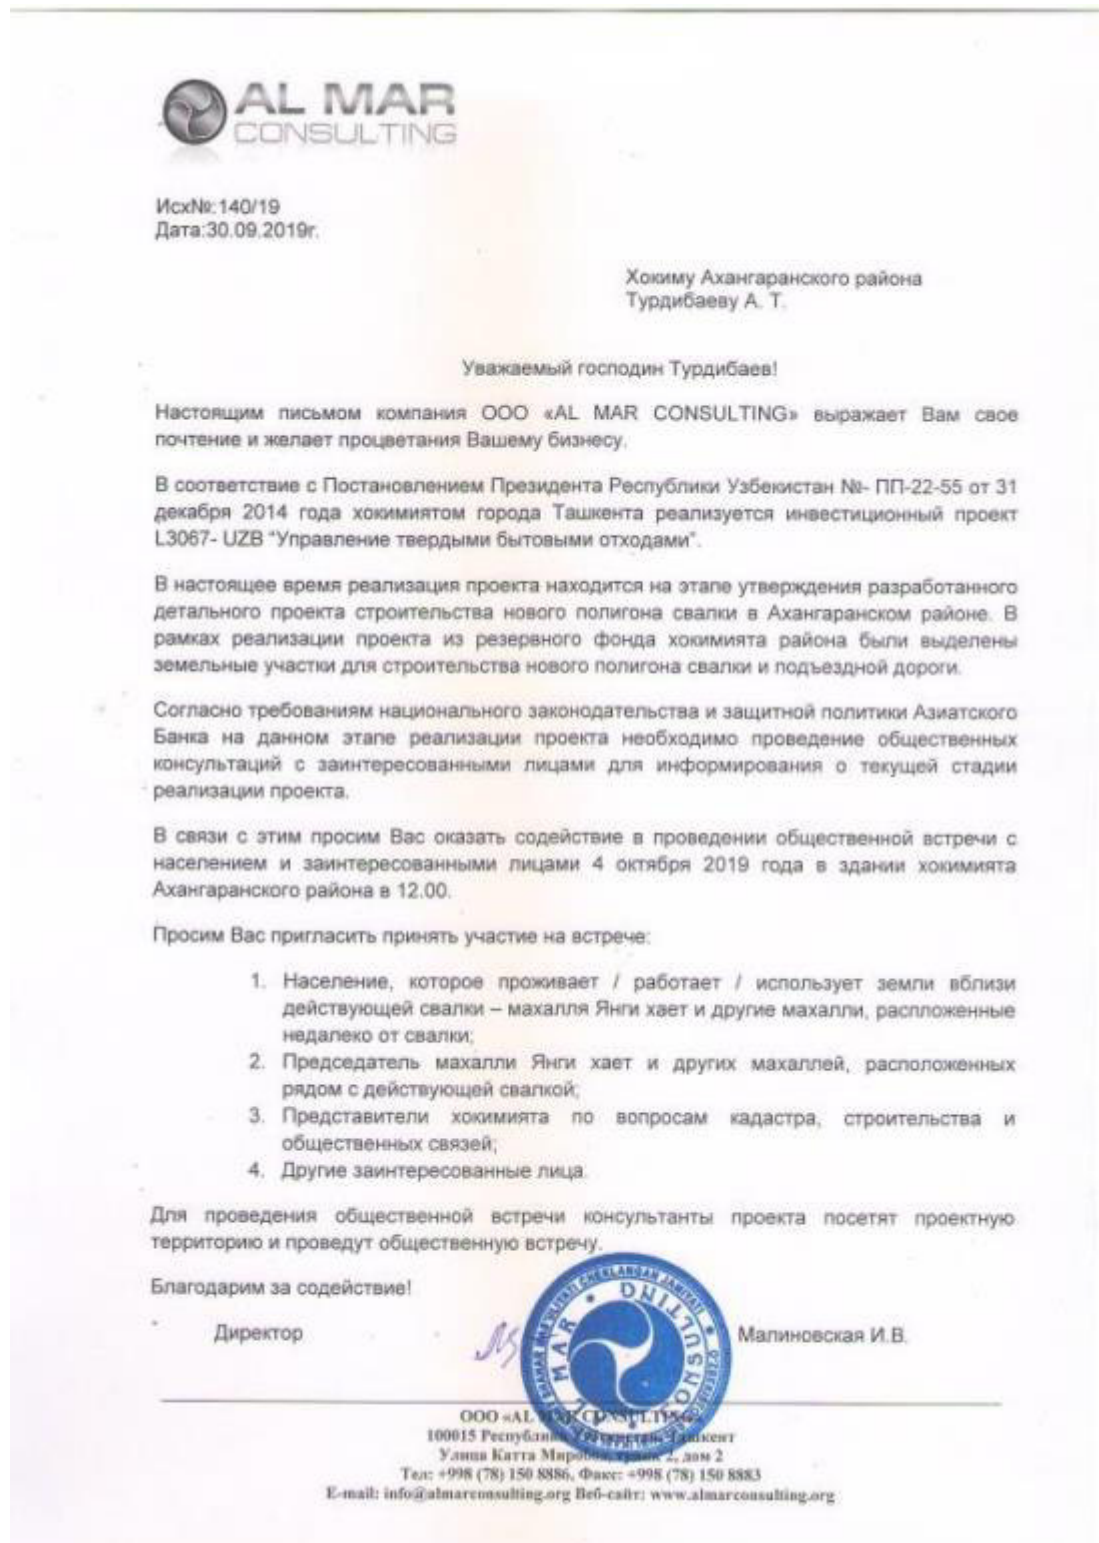 AL MAR
CONSULTING
Исх№:140/19
Дата:30.09.2019г.
Хокиму Ахангаранского района
Турдибаеву А. Т.
Уважаемый господин Турдибаев!
Настоящим письмом компания ООО «AL MAR CONSULTING» выражает Вам свое
почтение и желает процветания Вашему бизнесу.
В соответствие с Постановлением Президента Республики Узбекистан №- ПП-22-55 от 31
декабря 2014 года хокимиятом города Ташкента реализуется инвестиционный проект
L3067- UZB "Управление твердыми бытовыми отходами".
В настоящее время реализация проекта находится на этапе утверждения разработанного
детального проекта строительства нового полигона свалки в Ахангаранском районе. В
рамках реализации проекта из резервного фонда хокимията района были выделены
земельные участки для строительства нового полигона свалки и подъездной дороги.
Согласно требованиям национального законодательства и защитной политики Азиатского
Банка на данном этапе реализации проекта необходимо проведение общественных
консультаций с заинтересованными лицами для информирования о текущей стадии
реализации проекта.
В связи с этим просим Вас оказать содействие в проведении общественной встречи с
населением и заинтересованными лицами 4 октября 2019 года в здании хокимията
Ахангаранского района в 12.00.
Просим Вас пригласить принять участие на встрече:
1. Население, которое проживает / работает / использует земли вблизи
действующей свалки – махалля Янги хает и другие махалли, распложенные
недалеко от свалки;
2. Председатель махалли Янги хает и других махаллей, расположенных
рядом с действующей свалкой;
3. Представители хокимията по вопросам кадастра, строительства и
общественных связей;
4. Другие заинтересованные лица.
Для проведения общественной встречи консультанты проекта посетят проектную
территорию и проведут общественную встречу.
Благодарим за содействие!
Директор
Малиновская И.В.
ООО «AL MAR CONSULTING»
100015 Республика Узбекистан, Ташкент
Улица Катта Миробод, 2, дом 2
Тел: +998 (78) 150 8886, Факс: +998 (78) 150 8883
E-mail: info@almarconsulting.org Веб-сайт: www.almarconsulting.org